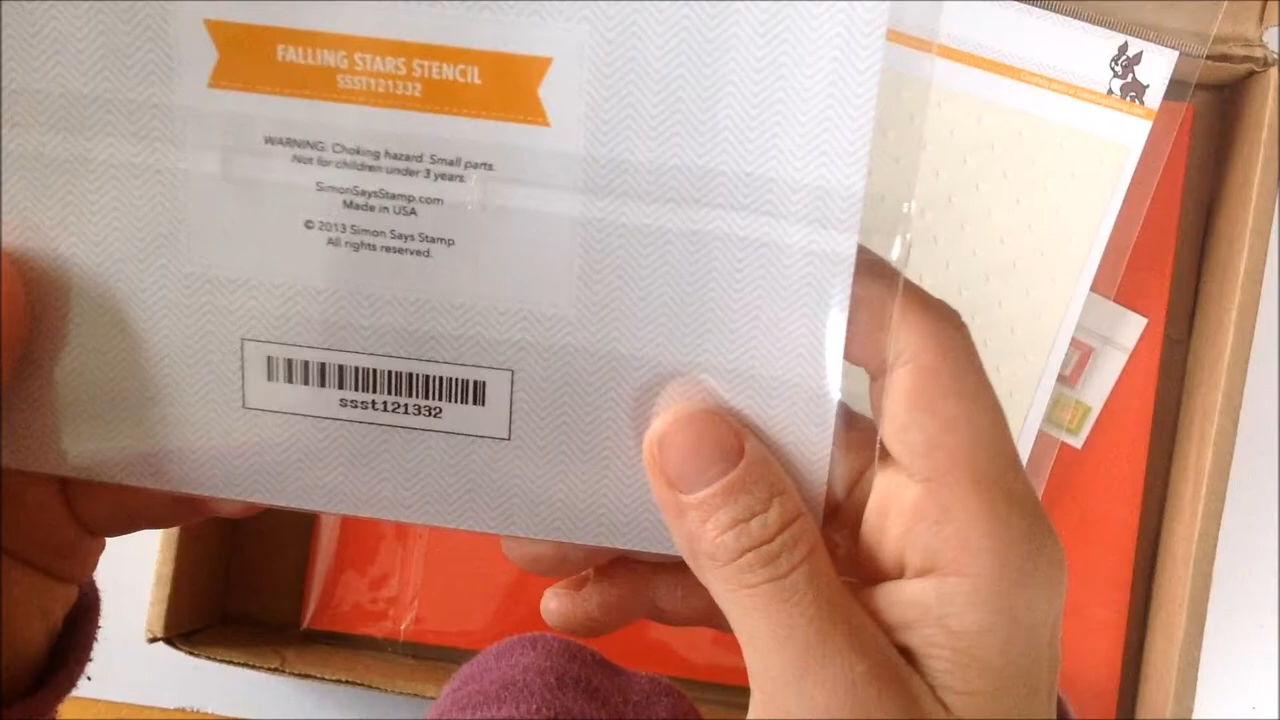 FALLING STARS STENCIL
SSST121332
WARNING: Choking hazard. Small parts.
Not for children under 3 years.
SimonSaysStamp.com
Made in USA
© 2013 Simon Says Stamp
All rights reserved.
ssst121332